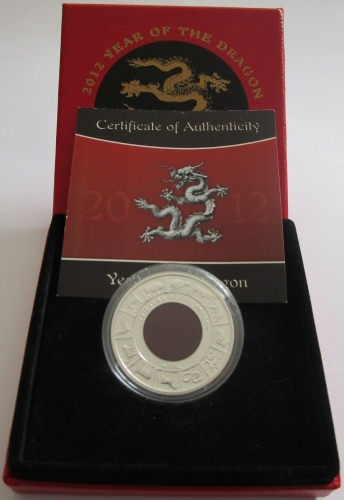 2012 YEAR OF THE DRAGON
Certificate of Authenticity
2012